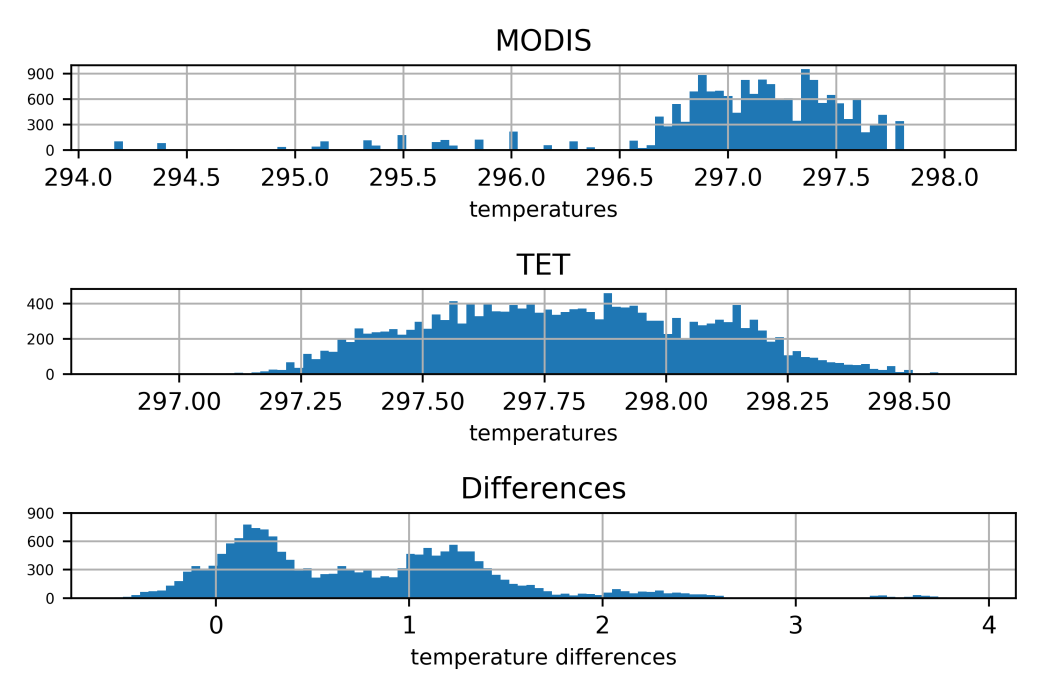 MODIS
900
600
300
0
294.0 294.5 295.0 295.5 296.0 296.5 297.0 297.5 298.0
temperatures
TET
400
200
0
297.00 297.25 297.50 297.75 298.00 298.25 298.50
temperatures
Differences
900
600
300
0
0 1 2 3 4
temperature differences